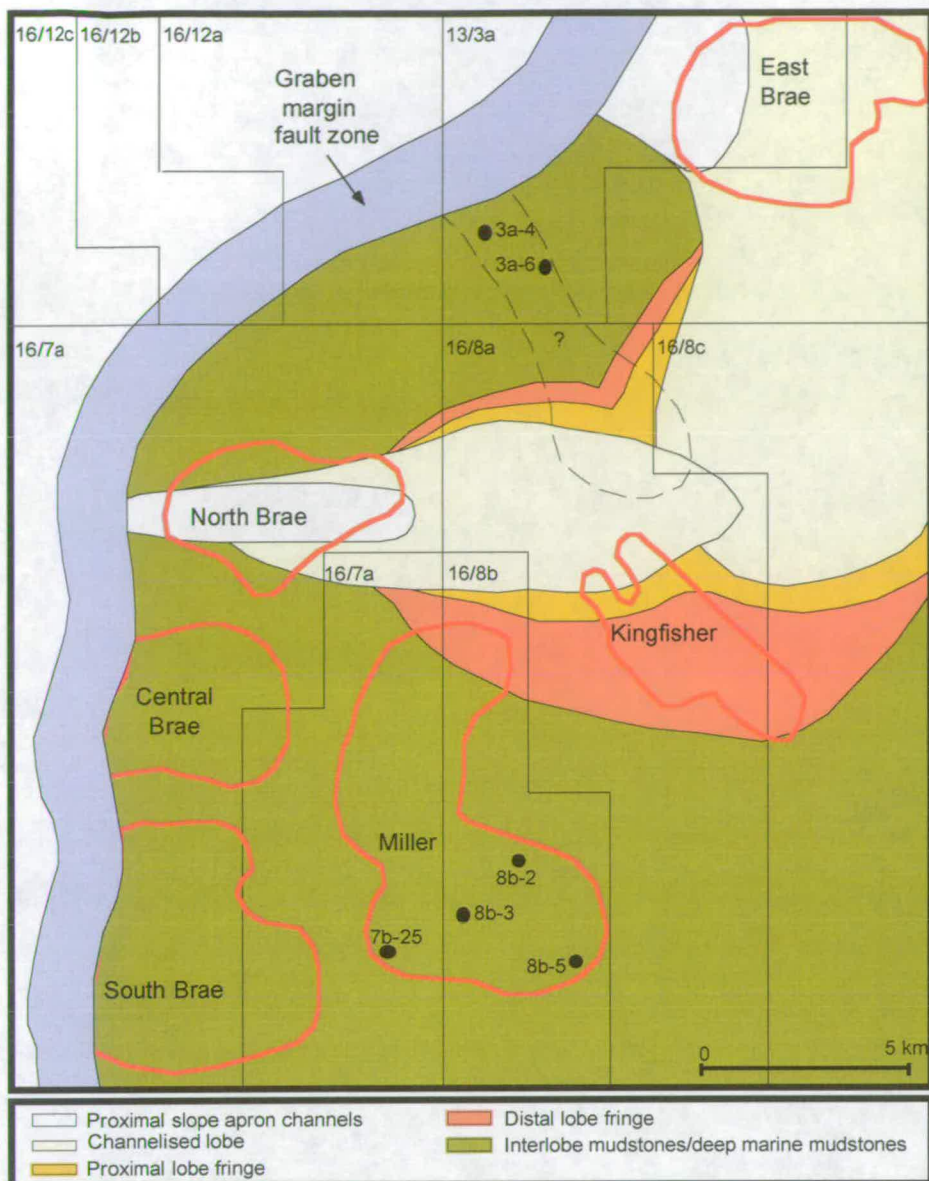 16/12c
16/12b
16/12a
13/3a
Graben
margin
fault zone
East
Brae
3a-4
3a-6
16/7a
16/8a
?
16/8c
North Brae
16/7a
16/8b
Kingfisher
Central
Brae
Miller
8b-2
8b-3
7b-25
8b-5
South Brae
0
5 km
Proximal slope apron channels
Channelised lobe
Proximal lobe fringe
Distal lobe fringe
Interlobe mudstones/deep marine mudstones